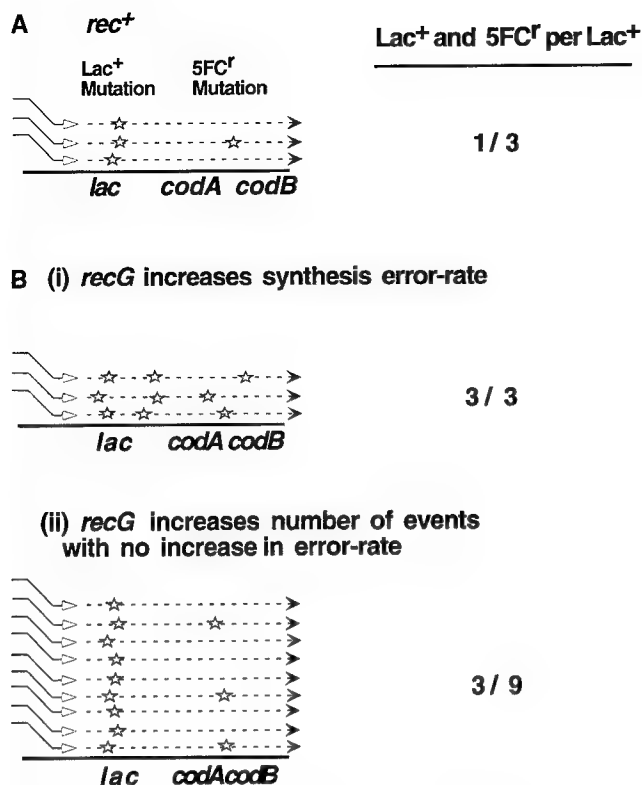 A rec⁺ Lac⁺ and 5FCʳ per Lac⁺
Lac⁺ 5FCʳ
Mutation Mutation
1/3
lac codA codB
B (i) recG increases synthesis error-rate
3/3
lac codA codB
(ii) recG increases number of events
with no increase in error-rate
3/9
lac codA codB